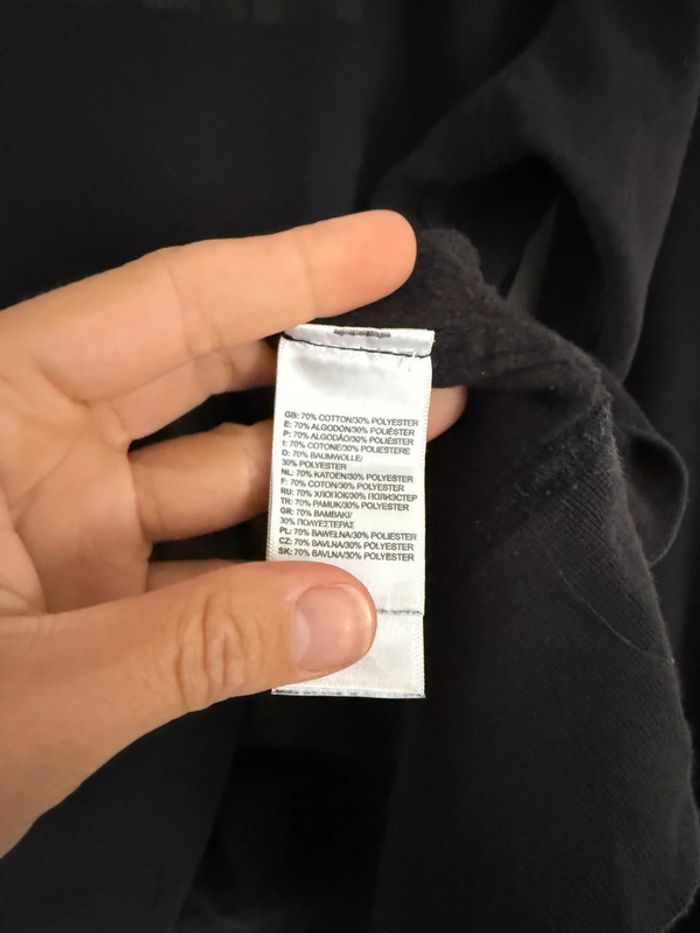 GB: 70% COTTON/30% POLYESTER
E: 70% ALGODÓN/30% POLIÉSTER
P: 70% ALGODÃO/30% POLIÉSTER
I: 70% COTONE/30% POLIESTERE
D: 70% BAUMWOLLE/
30% POLYESTER
NL: 70% KATOEN/30% POLYESTER
F: 70% COTON/30% POLYESTER
RU: 70% ХЛОПОК/30% ПОЛИЭСТЕР
TR: 70% PAMUK/30% POLYESTER
GR: 70% ΒΑΜΒΑΚΙ/
30% ΠΟΛΥΕΣΤΕΡΑΣ
PL: 70% BAWEŁNA/30% POLIESTER
CZ: 70% BAVLNA/30% POLYESTER
SK: 70% BAVLNA/30% POLYESTER